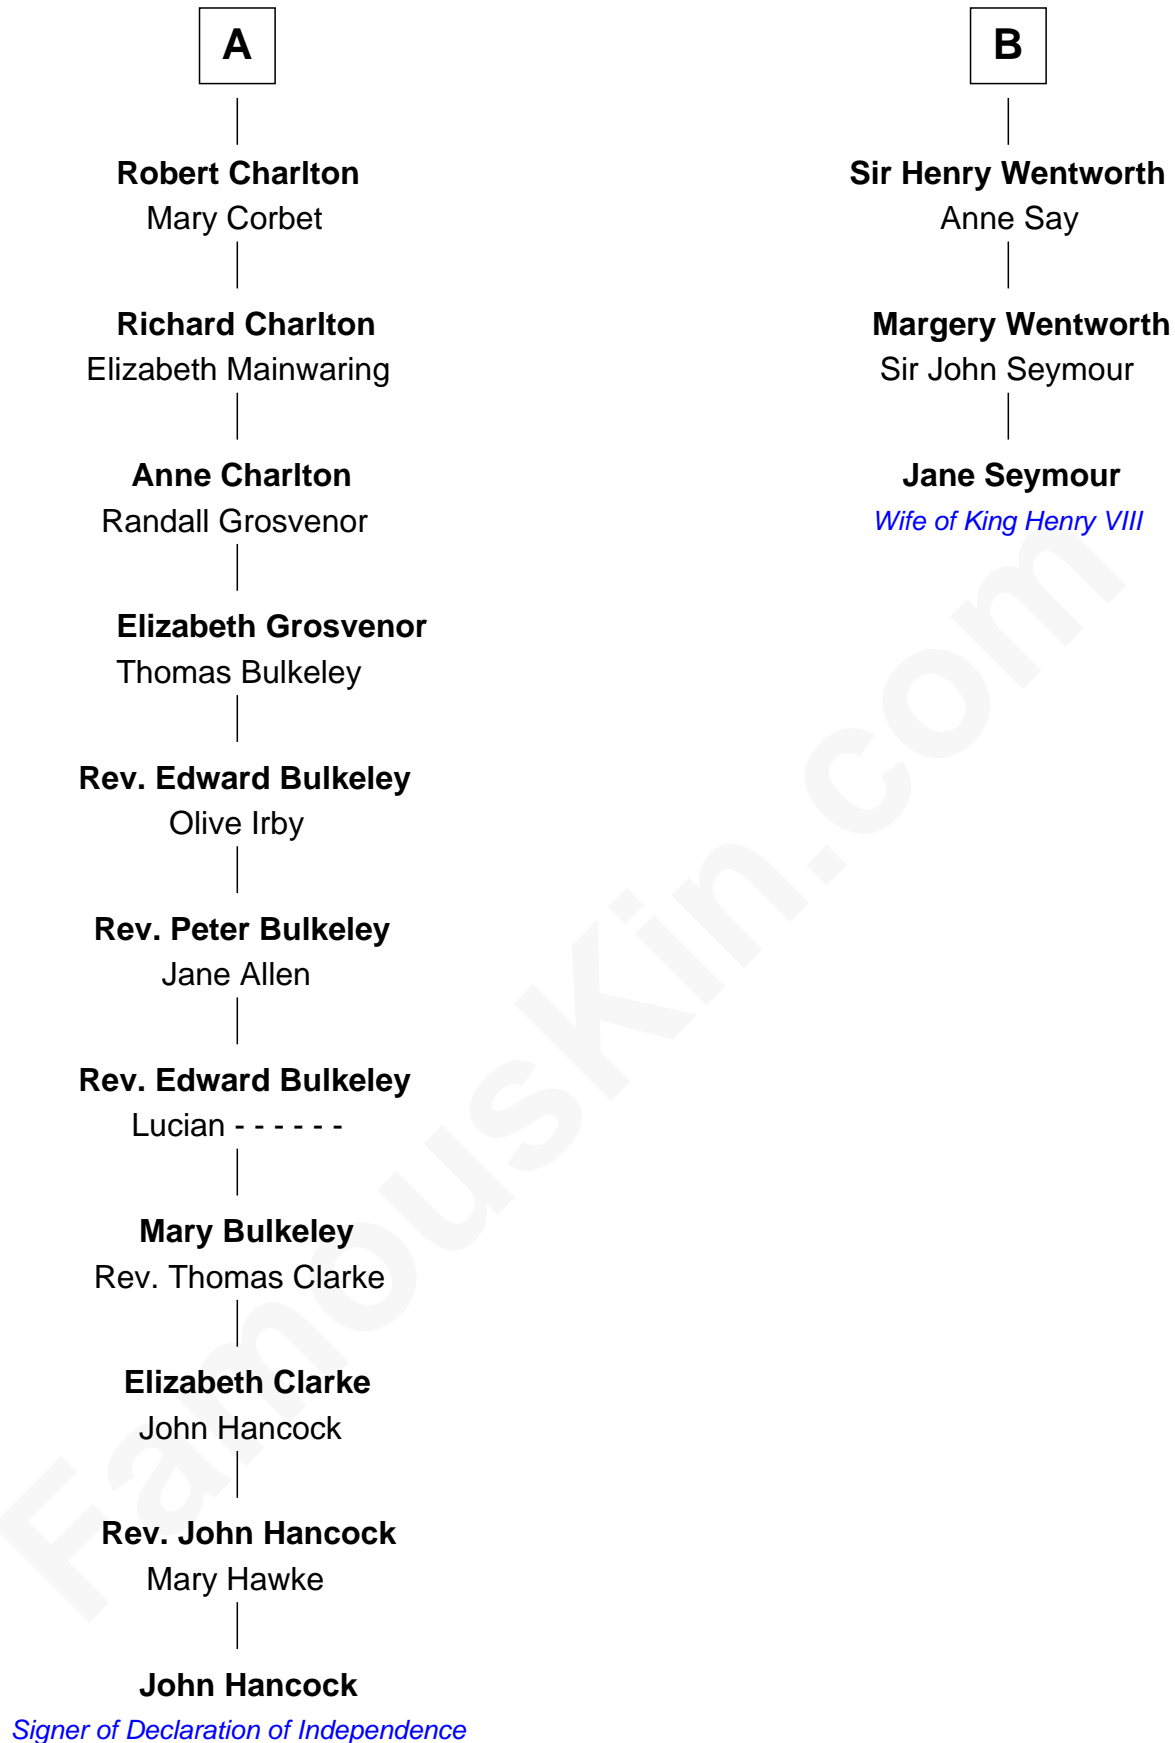 A
Robert Charlton
Mary Corbet
Richard Charlton
Elizabeth Mainwaring
Anne Charlton
Randall Grosvenor
Elizabeth Grosvenor
Thomas Bulkeley
Rev. Edward Bulkeley
Olive Irby
Rev. Peter Bulkeley
Jane Allen
Rev. Edward Bulkeley
Lucian - - - - - -
Mary Bulkeley
Rev. Thomas Clarke
Elizabeth Clarke
John Hancock
Rev. John Hancock
Mary Hawke
John Hancock
Signer of Declaration of Independence
B
Sir Henry Wentworth
Anne Say
Margery Wentworth
Sir John Seymour
Jane Seymour
Wife of King Henry VIII
FamousKin.com